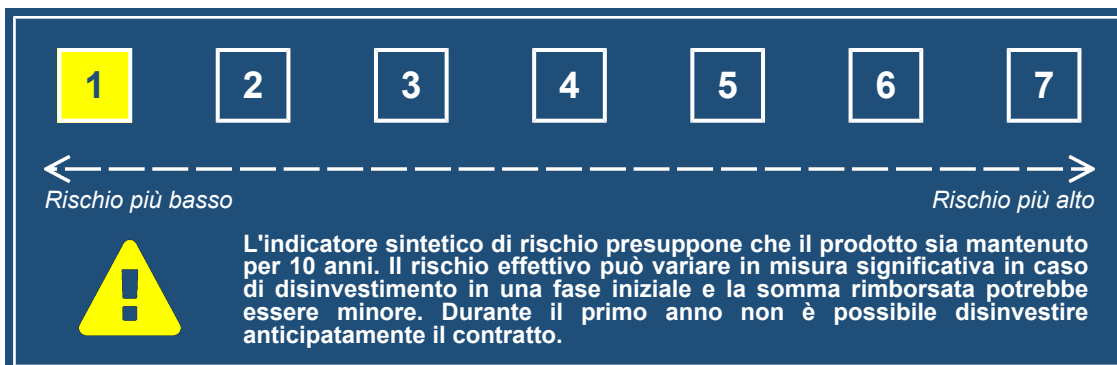 1 2 3 4 5 6 7
Rischio più basso Rischio più alto
L'indicatore sintetico di rischio presuppone che il prodotto sia mantenuto
per 10 anni. Il rischio effettivo può variare in misura significativa in caso
di disinvestimento in una fase iniziale e la somma rimborsata potrebbe
essere minore. Durante il primo anno non è possibile disinvestire
anticipatamente il contratto.